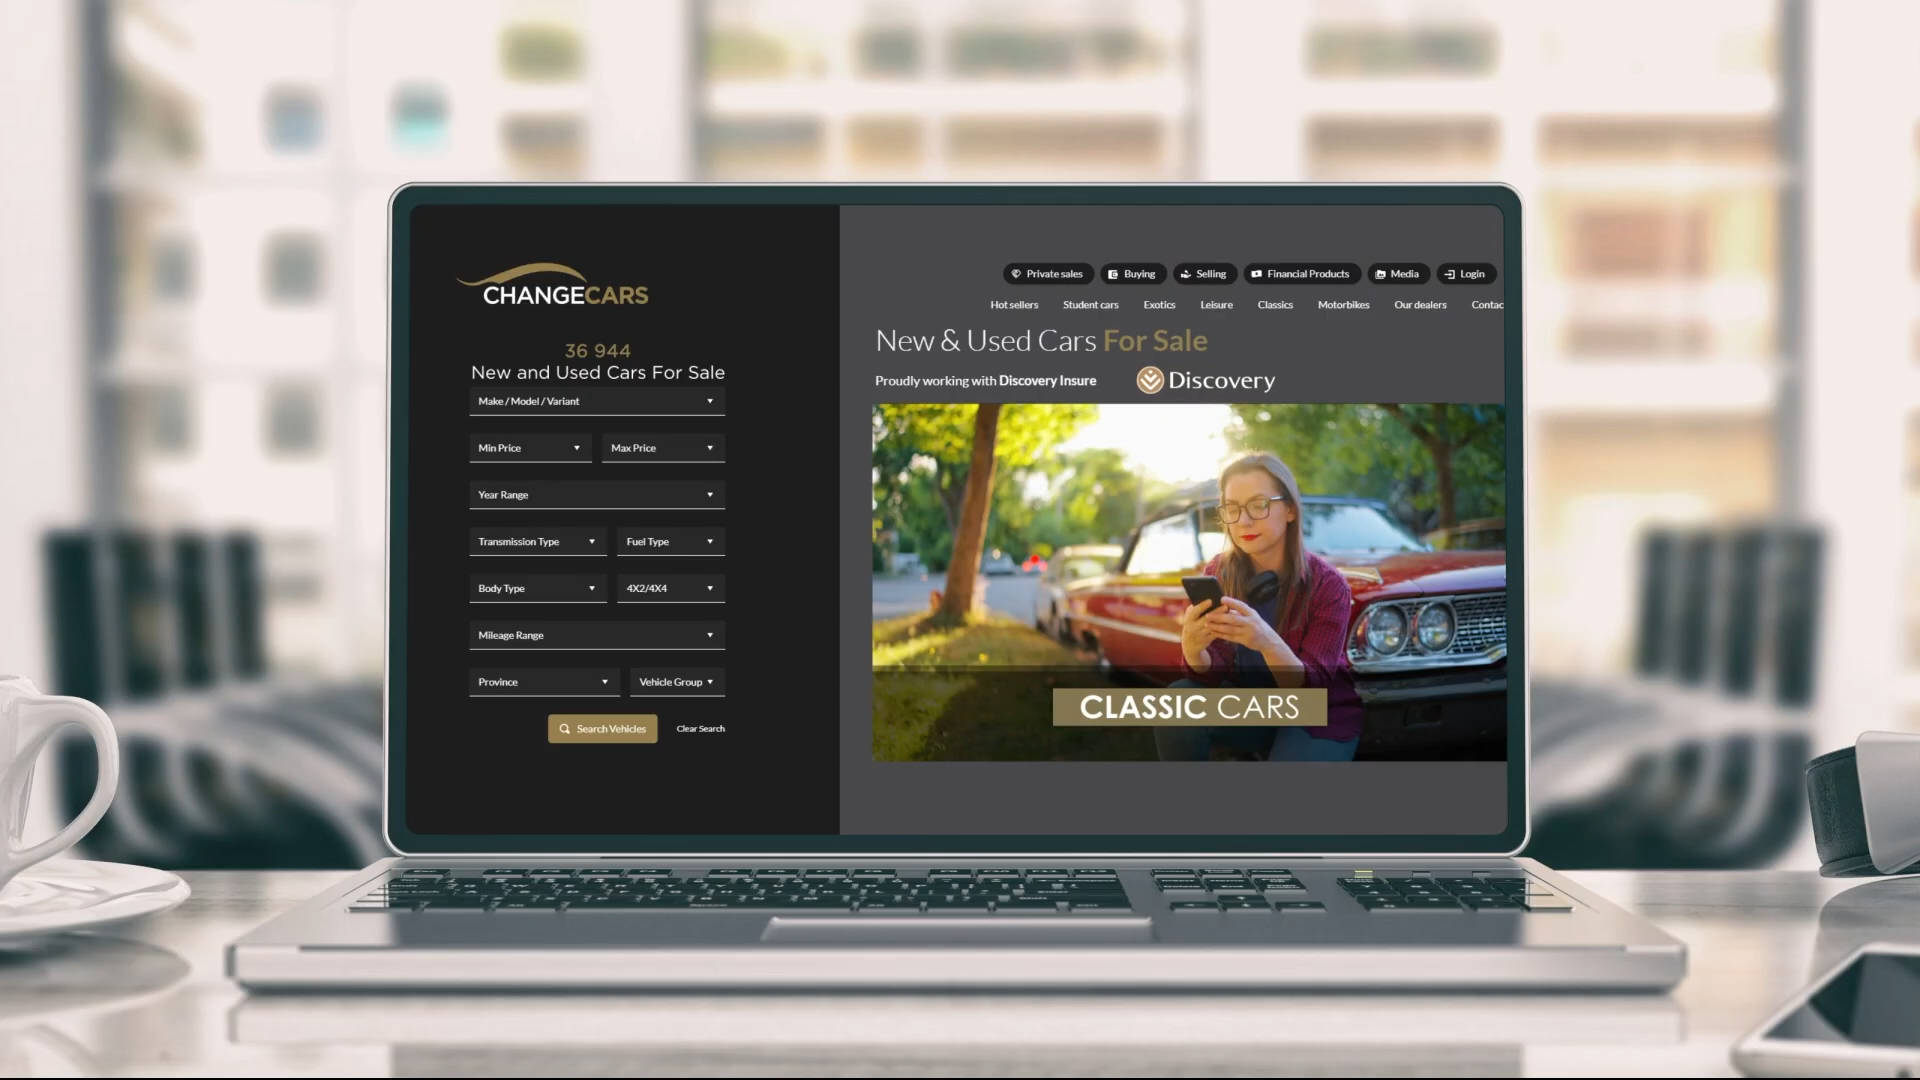 CHANGECARS
36 944
New and Used Cars For Sale
Make / Model / Variant
Min Price
Max Price
Year Range
Transmission Type
Fuel Type
Body Type
4X2/4X4
Mileage Range
Province
Vehicle Group
Search Vehicles
Clear Search
Private sales
Buying
Selling
Financial Products
Media
Login
Hot sellers
Student cars
Exotics
Leisure
Classics
Motorbikes
Our dealers
Contac
New & Used Cars For Sale
Proudly working with Discovery Insure
Discovery
CLASSIC CARS